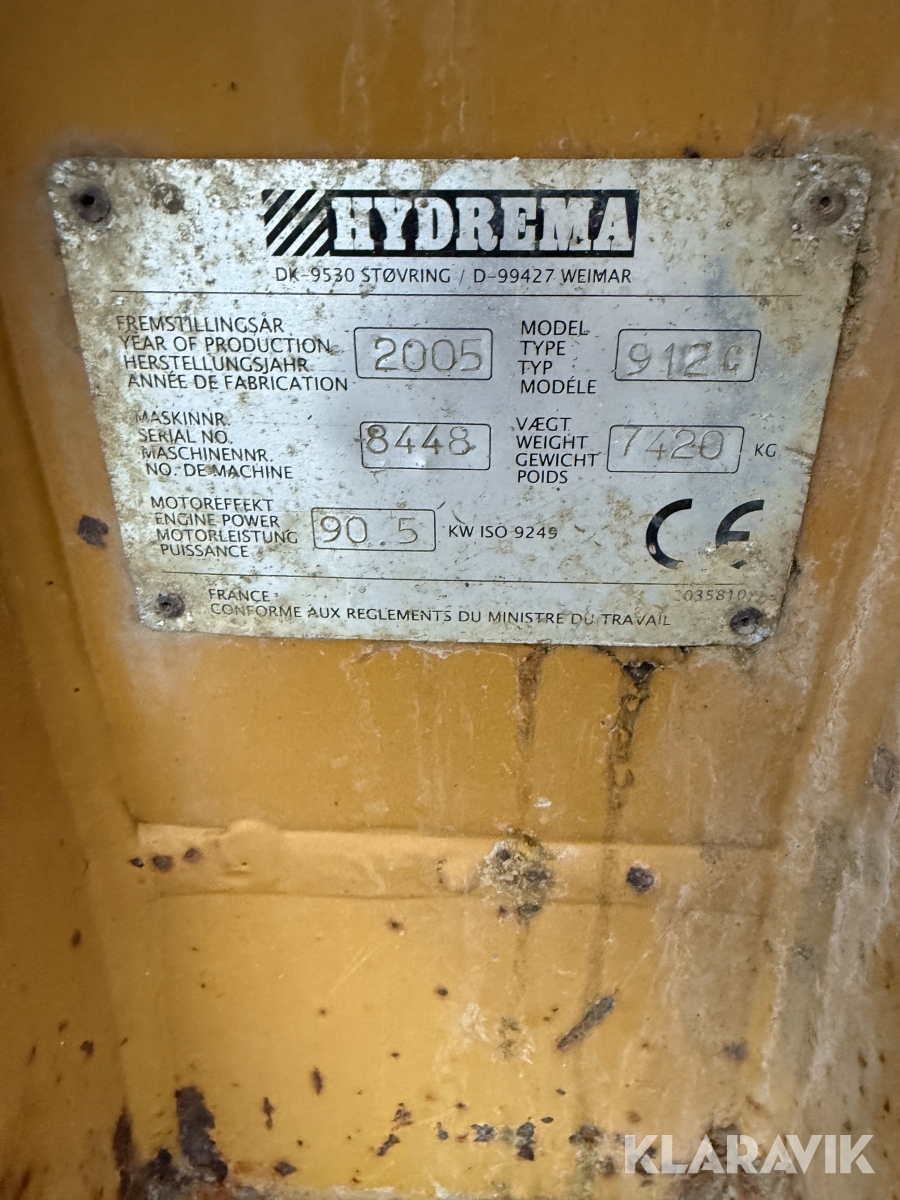 HYDREMA
DK-9530 STØVRING / D-99427 WEIMAR
FREMSTILLINGSÅR
YEAR OF PRODUCTION
HERSTELLUNGSJAHR
ANNÉE DE FABRICATION
2005
MODEL
TYPE
TYP
MODÉLE
912C
MASKINNR.
SERIAL NO.
MASCHINENNR.
NO. DE MACHINE
8448
VÆGT
WEIGHT
GEWICHT
POIDS
7420 KG
MOTOREFFEKT
ENGINE POWER
MOTORLEISTUNG
PUISSANCE
90.5 KW ISO 9249
CE
FRANCE:
CONFORME AUX REGLEMENTS DU MINISTRE DU TRAVAIL
KLARAVIK